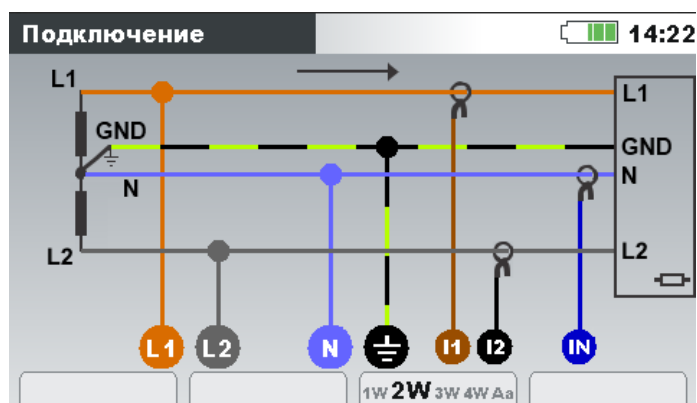 Подключение 14:22
L1 L1
GND GND
N N
L2 L2
L1 L2 N I1 I2 IN
1W 2W 3W 4W Aa